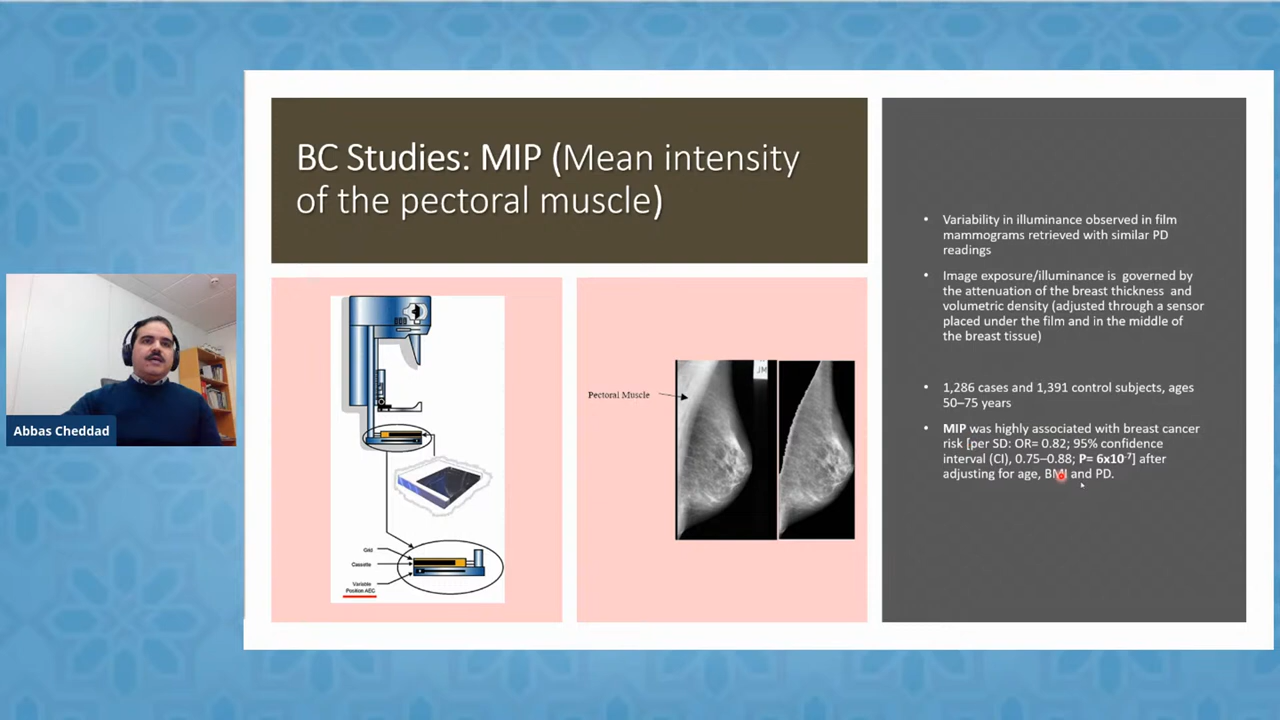 BC Studies: MIP (Mean intensity
of the pectoral muscle)
Abbas Cheddad
Grid
Cassette
Variable
Position AEC
Pectoral Muscle
JM
• Variability in illuminance observed in film
mammograms retrieved with similar PD
readings
• Image exposure/illuminance is governed by
the attenuation of the breast thickness and
volumetric density (adjusted through a sensor
placed under the film and in the middle of
the breast tissue)
• 1,286 cases and 1,391 control subjects, ages
50–75 years
• MIP was highly associated with breast cancer
risk [per SD: OR= 0.82; 95% confidence
interval (CI), 0.75–0.88; P= 6x10⁻⁷] after
adjusting for age, BMI and PD.